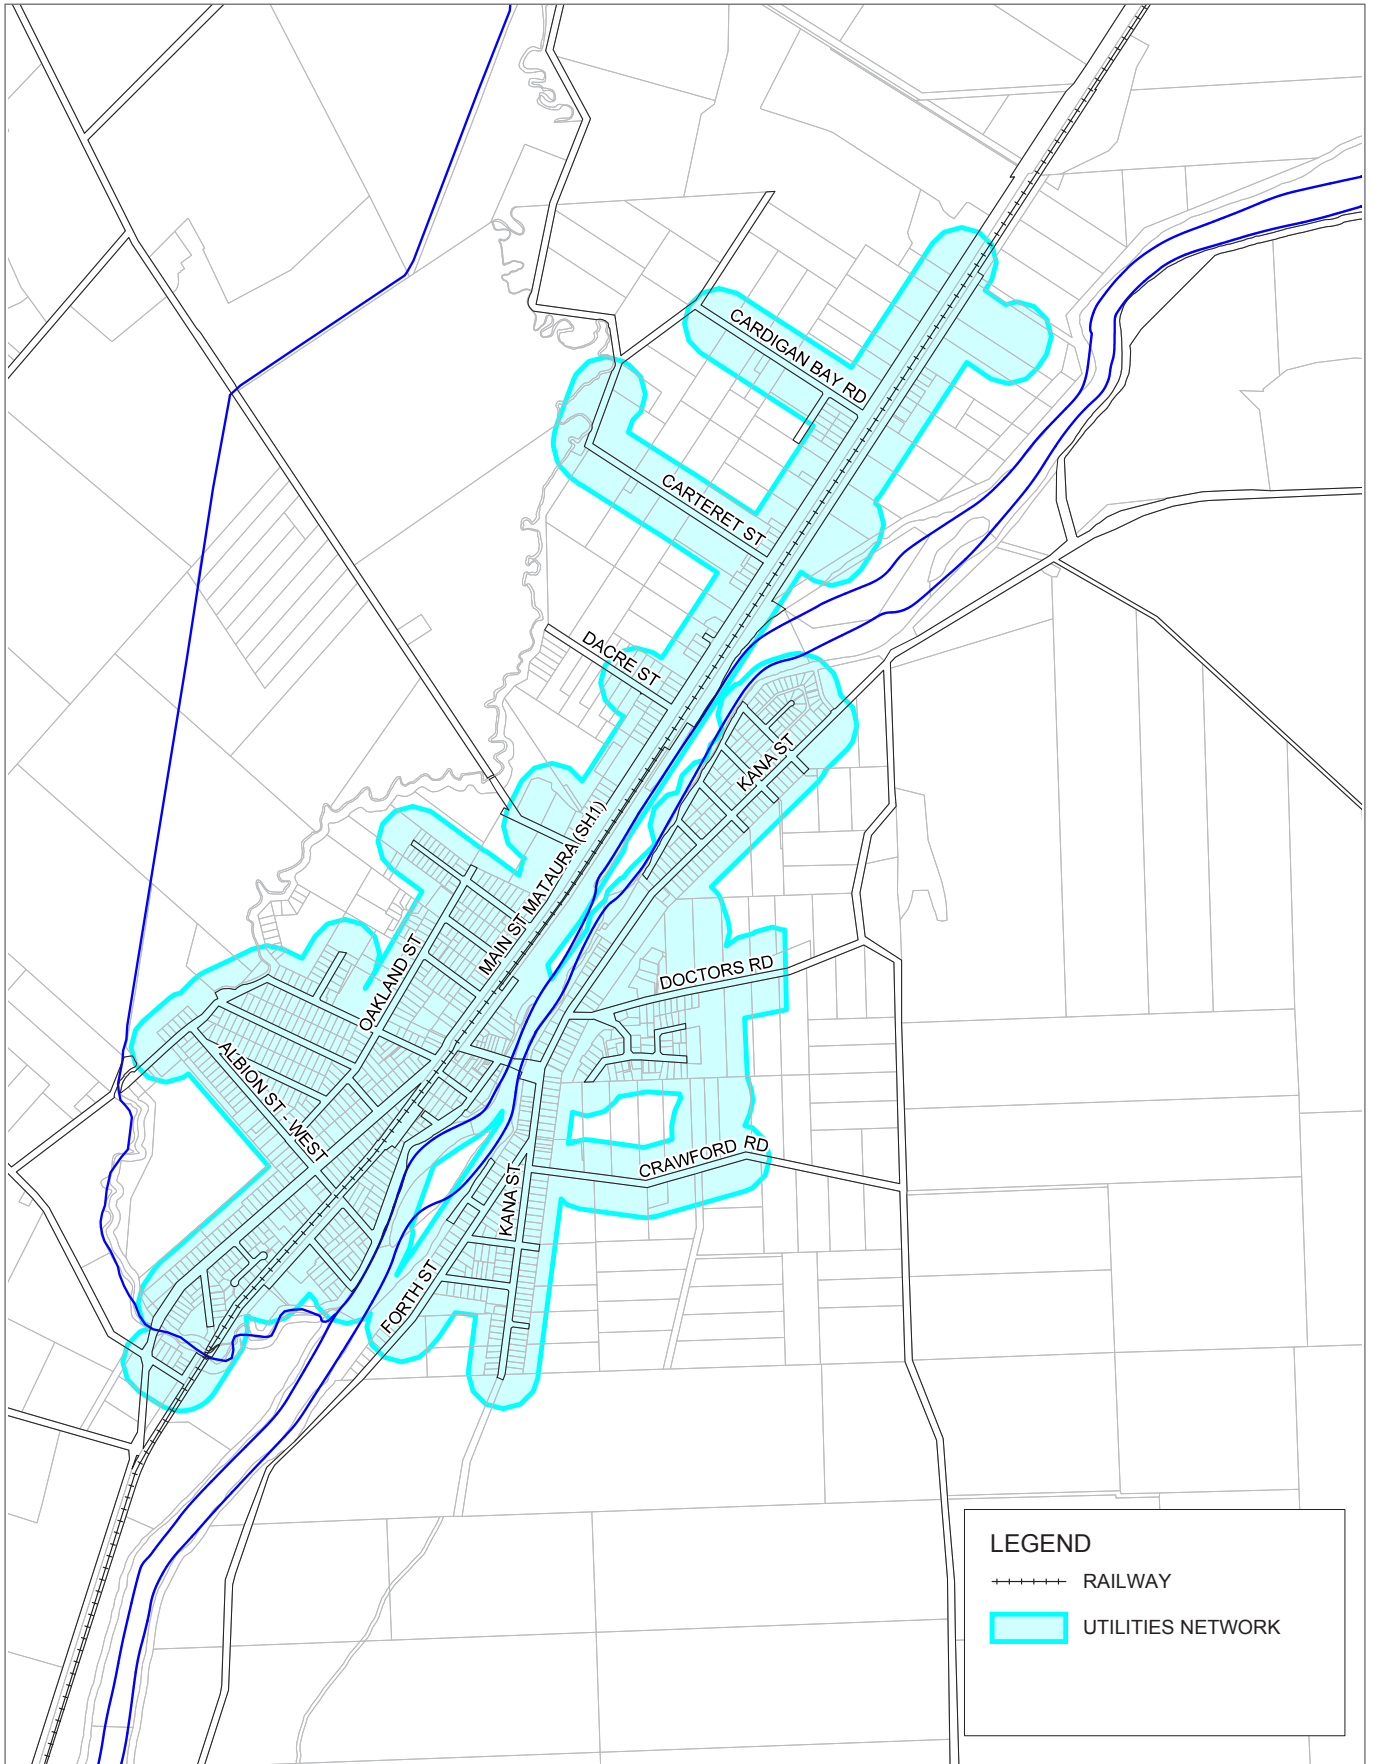 CARDIGAN BAY RD
CARTERET ST
DACRE ST
KANA ST
MAIN ST MATAURA (SH1)
OAKLAND ST
DOCTORS RD
ALBION ST - WEST
CRAWFORD RD
KANA ST
FORTH ST
LEGEND
RAILWAY
UTILITIES NETWORK